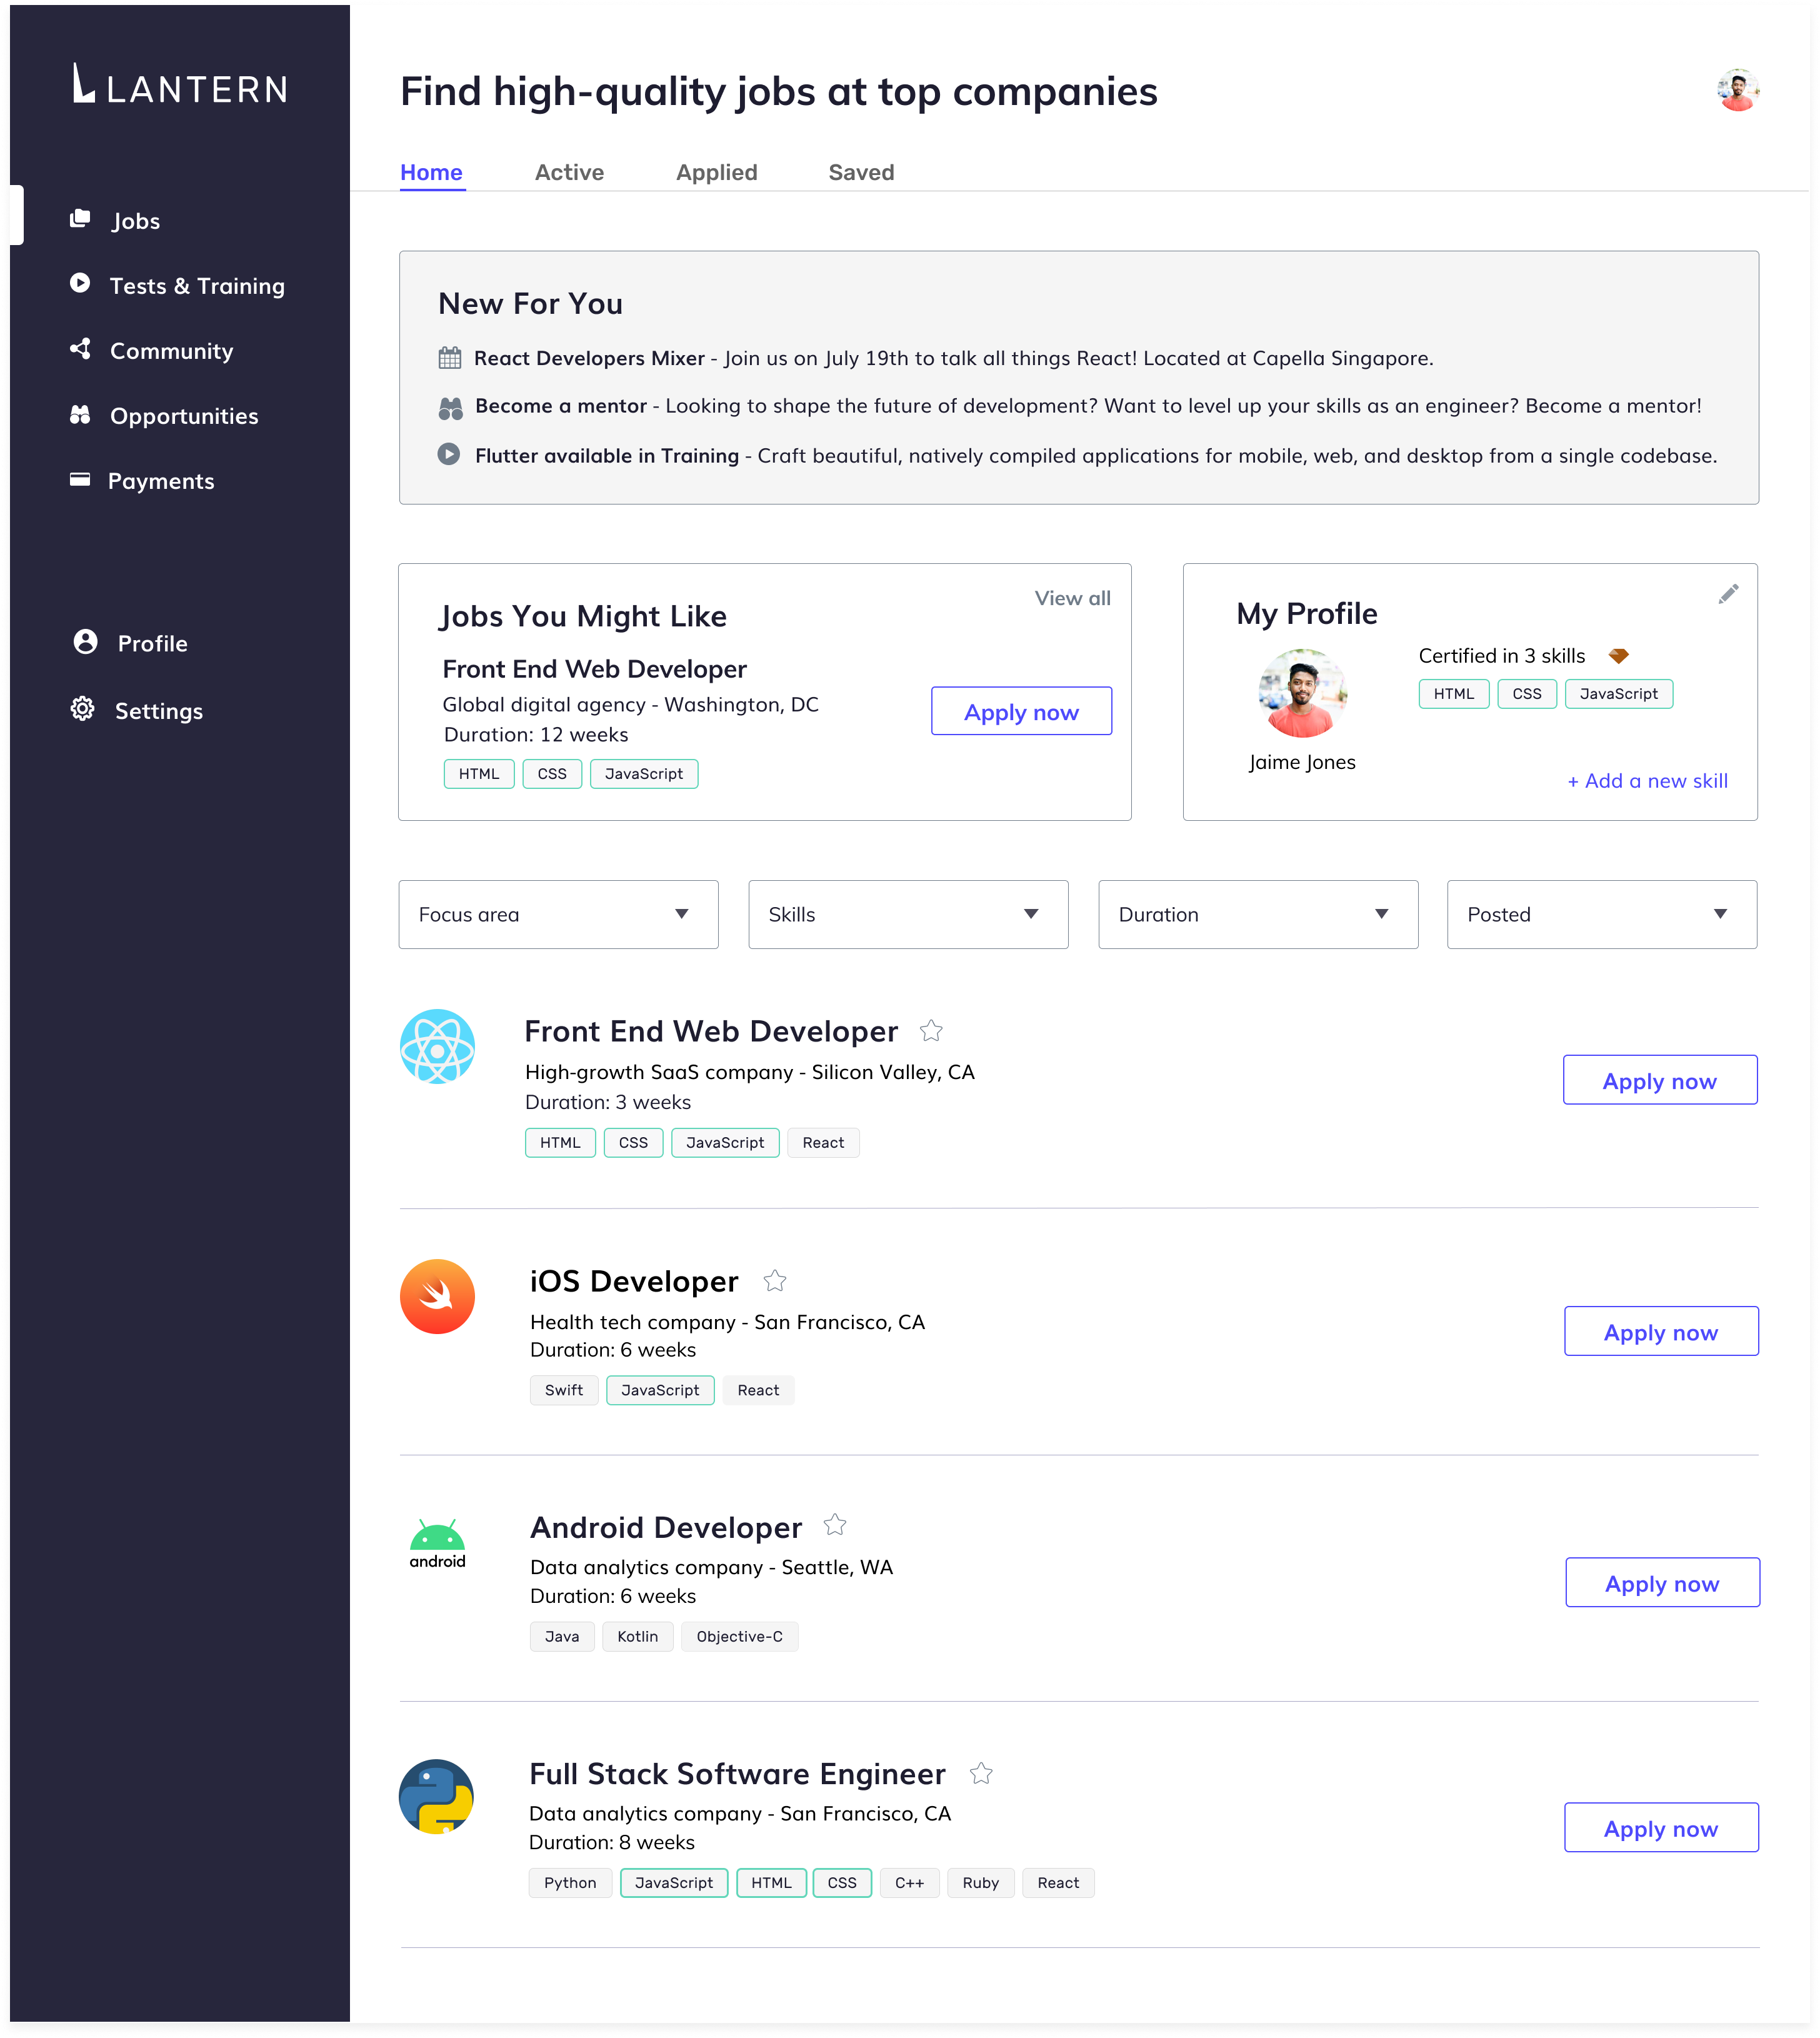 LANTERN
Jobs
Tests & Training
Community
Opportunities
Payments
Profile
Settings
Find high-quality jobs at top companies
Home Active Applied Saved
New For You
React Developers Mixer - Join us on July 19th to talk all things React! Located at Capella Singapore.
Become a mentor - Looking to shape the future of development? Want to level up your skills as an engineer? Become a mentor!
Flutter available in Training - Craft beautiful, natively compiled applications for mobile, web, and desktop from a single codebase.
Jobs You Might Like
View all
Front End Web Developer
Global digital agency - Washington, DC
Duration: 12 weeks
HTML CSS JavaScript
Apply now
My Profile
Jaime Jones
Certified in 3 skills
HTML CSS JavaScript
+ Add a new skill
Focus area Skills Duration Posted
Front End Web Developer
High-growth SaaS company - Silicon Valley, CA
Duration: 3 weeks
HTML CSS JavaScript React
Apply now
iOS Developer
Health tech company - San Francisco, CA
Duration: 6 weeks
Swift JavaScript React
Apply now
android
Android Developer
Data analytics company - Seattle, WA
Duration: 6 weeks
Java Kotlin Objective-C
Apply now
Full Stack Software Engineer
Data analytics company - San Francisco, CA
Duration: 8 weeks
Python JavaScript HTML CSS C++ Ruby React
Apply now